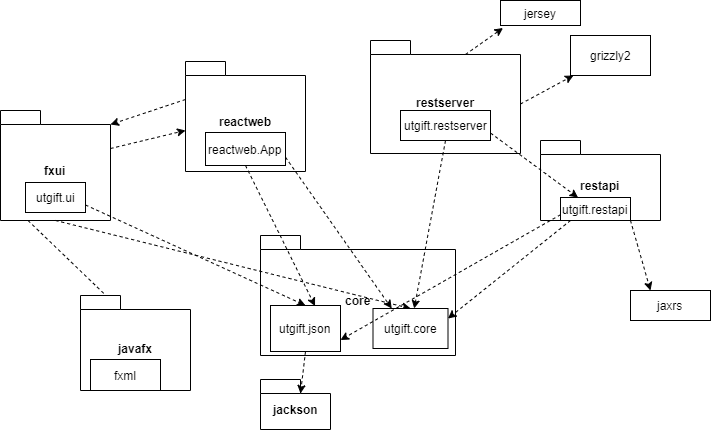 jersey
grizzly2
restserver
utgift.restserver
reactweb
reactweb.App
fxui
utgift.ui
restapi
utgift.restapi
core
utgift.json
utgift.core
jaxrs
javafx
fxml
jackson